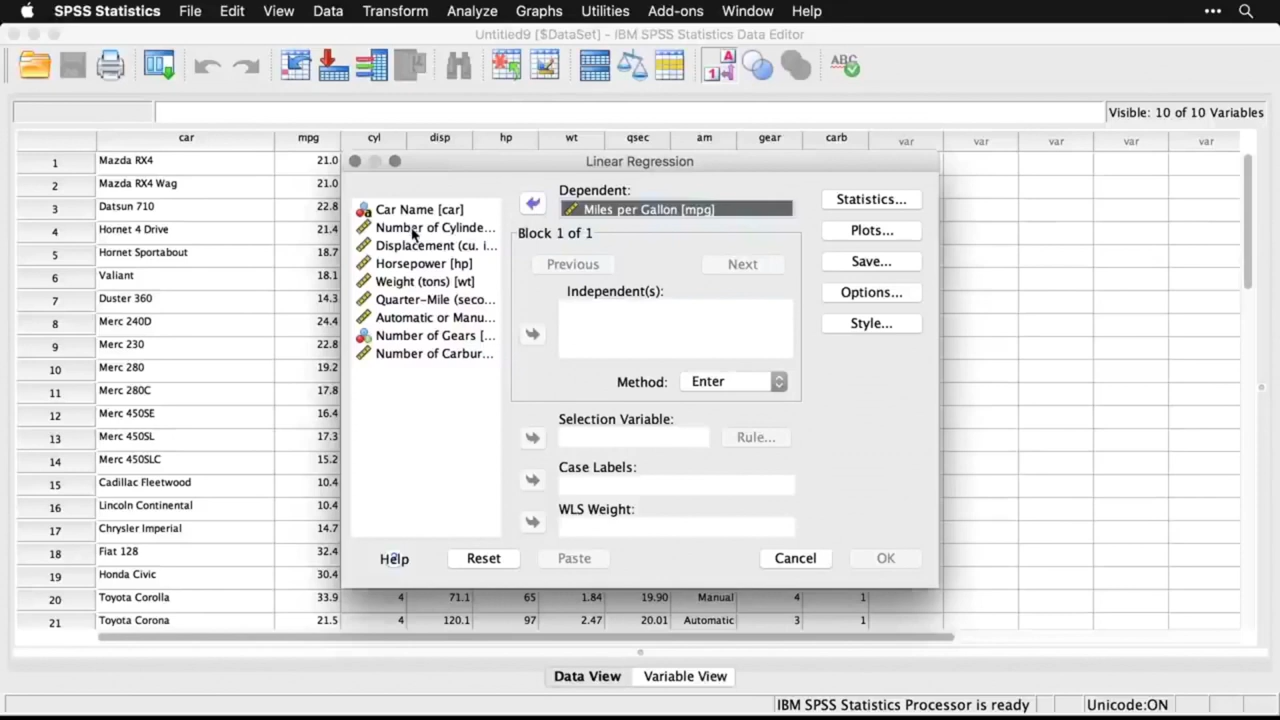 SPSS Statistics File Edit View Data Transform Analyze Graphs Utilities Add-ons Window Help
Untitled9 [$DataSet] - IBM SPSS Statistics Data Editor
Visible: 10 of 10 Variables
car mpg cyl disp hp wt qsec am gear carb var var var var var
1 Mazda RX4 21.0
2 Mazda RX4 Wag 21.0
3 Datsun 710 22.8
4 Hornet 4 Drive 21.4
5 Hornet Sportabout 18.7
6 Valiant 18.1
7 Duster 360 14.3
8 Merc 240D 24.4
9 Merc 230 22.8
10 Merc 280 19.2
11 Merc 280C 17.8
12 Merc 450SE 16.4
13 Merc 450SL 17.3
14 Merc 450SLC 15.2
15 Cadillac Fleetwood 10.4
16 Lincoln Continental 10.4
17 Chrysler Imperial 14.7
18 Fiat 128 32.4
19 Honda Civic 30.4
20 Toyota Corolla 33.9 4 71.1 65 1.84 19.90 Manual 4 1
21 Toyota Corona 21.5 4 120.1 97 2.47 20.01 Automatic 3 1
Linear Regression
Car Name [car]
Number of Cylinde...
Displacement (cu. i...
Horsepower [hp]
Weight (tons) [wt]
Quarter-Mile (seco...
Automatic or Manu...
Number of Gears [...
Number of Carbur...
Dependent:
Miles per Gallon [mpg]
Block 1 of 1
Previous Next
Independent(s):
Method: Enter
Selection Variable:
Rule...
Case Labels:
WLS Weight:
Statistics...
Plots...
Save...
Options...
Style...
Help Reset Paste Cancel OK
Data View Variable View
IBM SPSS Statistics Processor is ready Unicode:ON